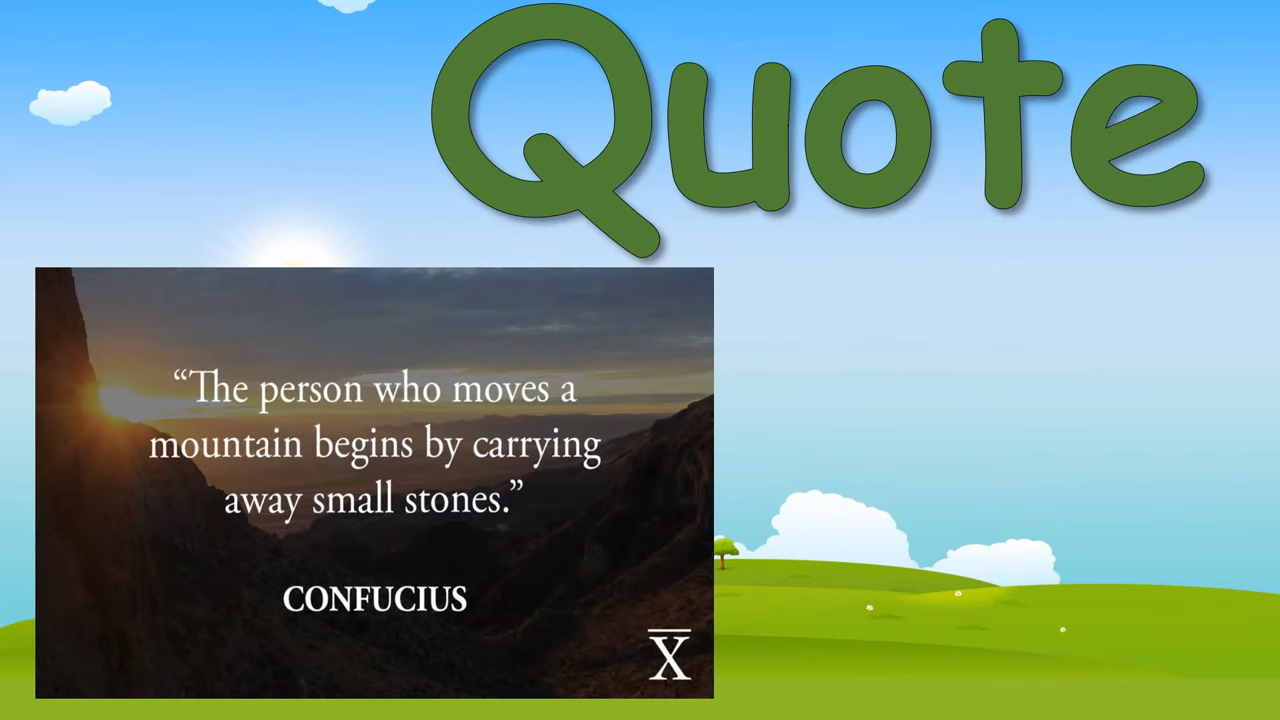 Quote
“The person who moves a
mountain begins by carrying
away small stones.”
CONFUCIUS
X̅